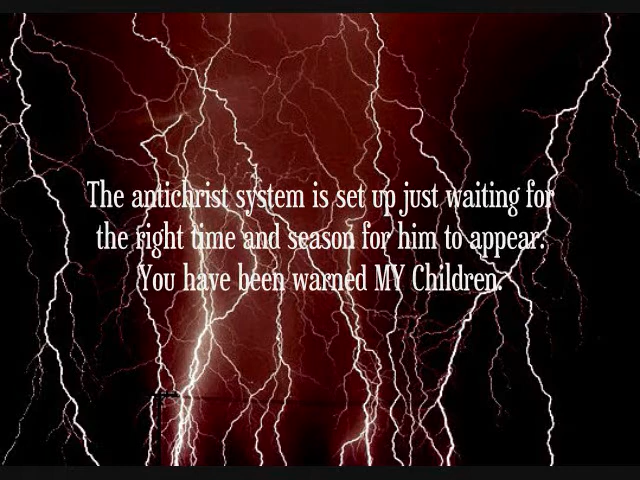 The antichrist system is set up just waiting for
the right time and season for him to appear.
You have been warned MY Children.